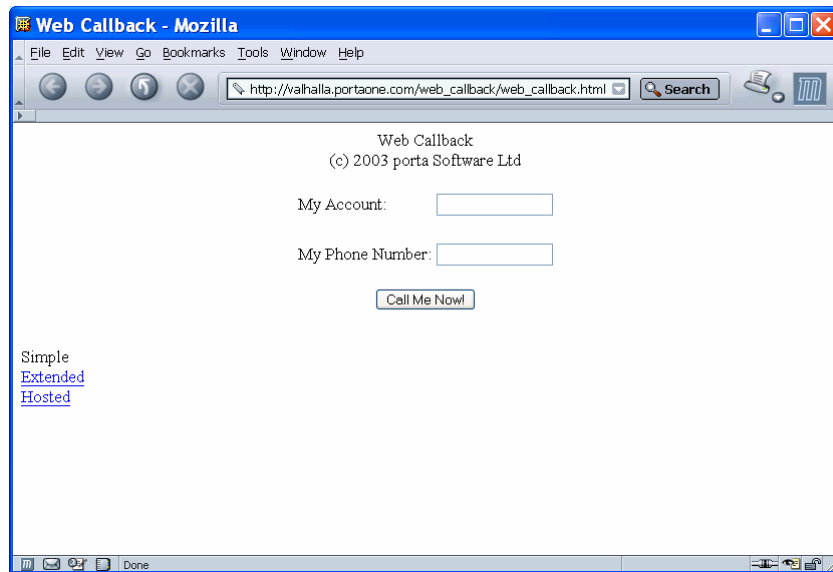 Web Callback - Mozilla
File Edit View Go Bookmarks Tools Window Help
http://valhalla.portaone.com/web_callback/web_callback.html Search
Web Callback
(c) 2003 porta Software Ltd
My Account:
My Phone Number:
Call Me Now!
Simple
Extended
Hosted
Done